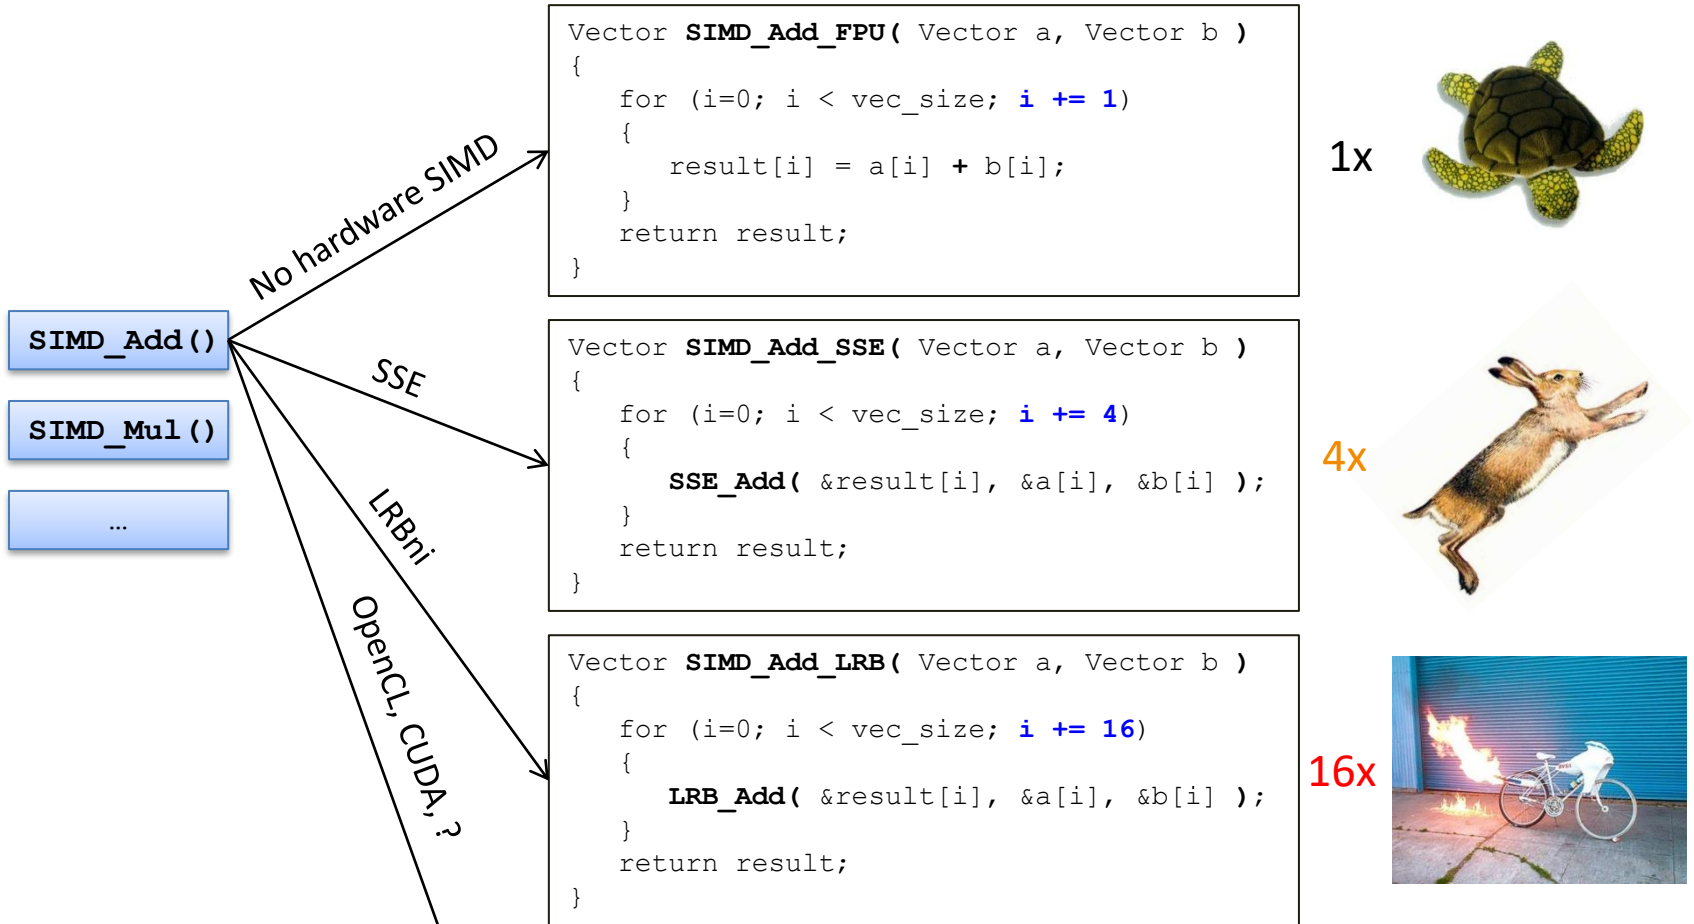 SIMD_Add()
SIMD_Mul()
…
No hardware SIMD
SSE
LRBni
OpenCL, CUDA, ?
Vector SIMD_Add_FPU( Vector a, Vector b )
{
for (i=0; i < vec_size; i += 1)
{
result[i] = a[i] + b[i];
}
return result;
}
1x
Vector SIMD_Add_SSE( Vector a, Vector b )
{
for (i=0; i < vec_size; i += 4)
{
SSE_Add( &result[i], &a[i], &b[i] );
}
return result;
}
4x
Vector SIMD_Add_LRB( Vector a, Vector b )
{
for (i=0; i < vec_size; i += 16)
{
LRB_Add( &result[i], &a[i], &b[i] );
}
return result;
}
16x